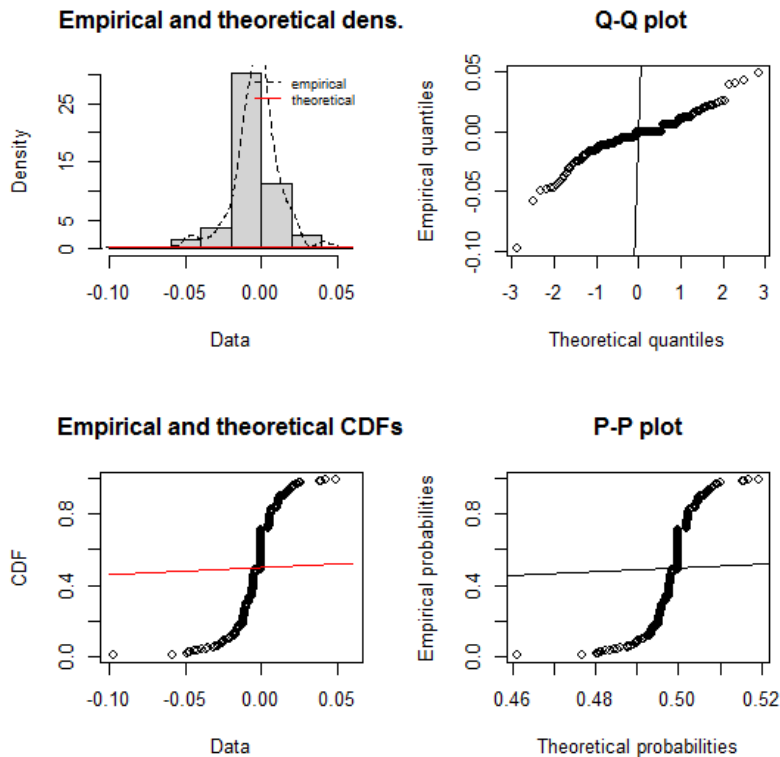 Empirical and theoretical dens.
Density
5
15
25
empirical
theoretical
-0.10
-0.05
0.00
0.05
Data
Q-Q plot
Empirical quantiles
-0.10
-0.05
0.00
0.05
-3
-2
-1
0
1
2
3
Theoretical quantiles
Empirical and theoretical CDFs
CDF
0.0
0.4
0.8
-0.10
-0.05
0.00
0.05
Data
P-P plot
Empirical probabilities
0.0
0.4
0.8
0.46
0.48
0.50
0.52
Theoretical probabilities